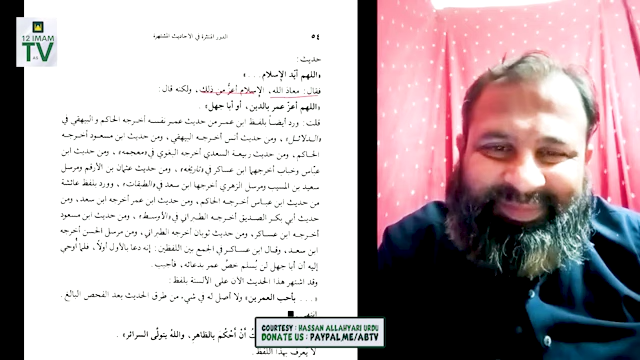 12 IMAM
TV
٥٤
الدرر المنتثرة في الأحاديث المشتهرة
حديث:
«اللهم أيّد الإسلام . . . »
فقال: معاذ الله، الإسلام أعزُّ من ذلك، ولكنه قال:
«اللهم أعزّ عمر بالدين، أو أبا جهل».
قلت: ورد أيضاً بلفظ ابن عمر من حديث عمر نفسه أخرجه الحاكم و البيهقي في
«الدلائل» ، ومن حديث أنس أخرجه البيهقي، ومن حديث ابن مسعود أخرجه
الحاكم، ومن حديث ربيعة السعدي أخرجه البغوي في «معجمه» ، ومن حديث ابن
عباس وخباب أخرجهما ابن عساكر في «تاريخه» ، ومن حديث عثمان بن الأرقم ومرسل
سعيد بن المسيب ومرسل الزهري أخرجها ابن سعد في «الطبقات» ، وورد بلفظ عائشة
من حديث ابن عباس أخرجه الحاكم، ومن حديث ابن عمر أخرجه ابن سعد، ومن
حديث أبي بكر الصديق أخرجه الطبراني في «الأوسط» ، ومن حديث ابن مسعود
أخرجه ابن عساكر، ومن حديث ثوبان أخرجه الطبراني، ومن مرسل الحسن أخرجه
ابن سعد، وقال ابن عساكر في الجمع بين اللفظين: إنه دعا بالأول أولاً، فلما أوحي
إليه أن أبا جهل لن يُسلم خصَّ عمر بدعائه، فأجيب.
وقد اشتهر هذا الحديث الآن على الألسنة بلفظ:
« . . . بأحب العمرين» ولا أصل له في شيء من طرق الحديث بعد الفحص البالغ.
انتهى
أنْ أحْكُم بالظاهر، واللهُ يتولّى السرائر».
لا يعرف بهذا اللفظ.
COURTESY : HASSAN ALLAHYARI URDU
DONATE US : PAYPAL.ME/ABTV